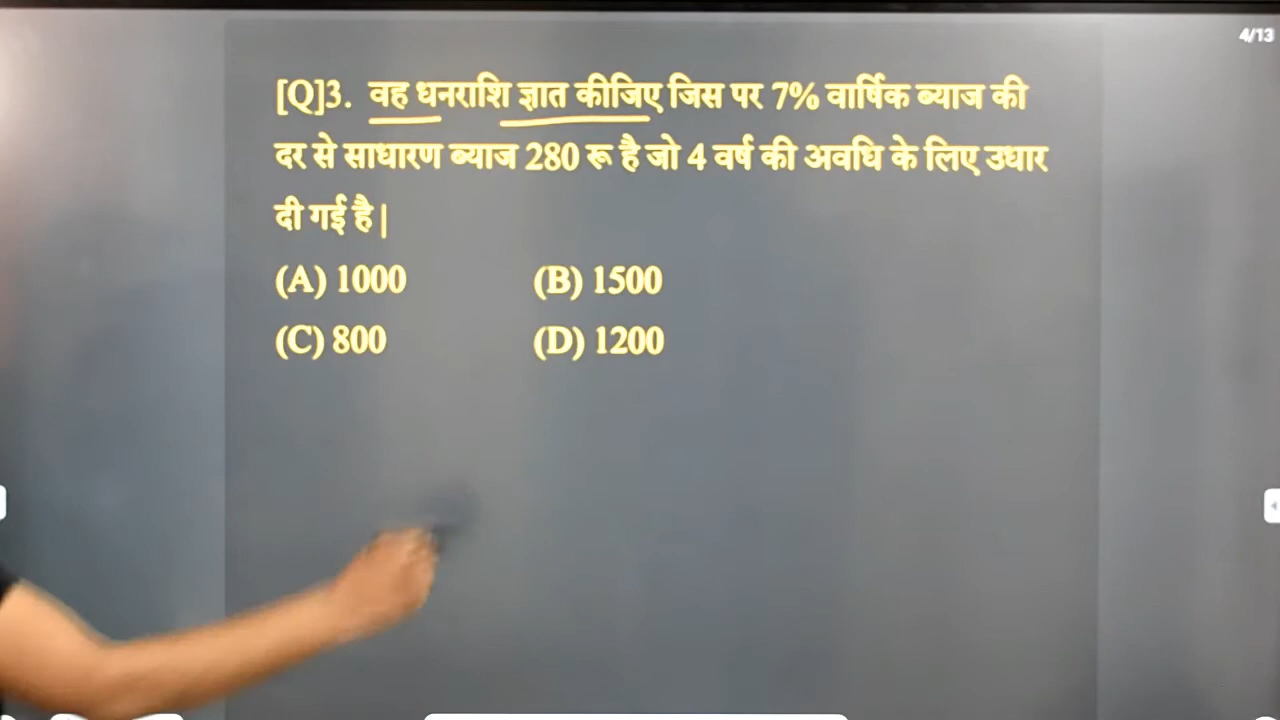 4/13
[Q]3. वह धनराशि ज्ञात कीजिए जिस पर 7% वार्षिक ब्याज की
दर से साधारण ब्याज 280 रू है जो 4 वर्ष की अवधि के लिए उधार
दी गई है |
(A) 1000 (B) 1500
(C) 800 (D) 1200